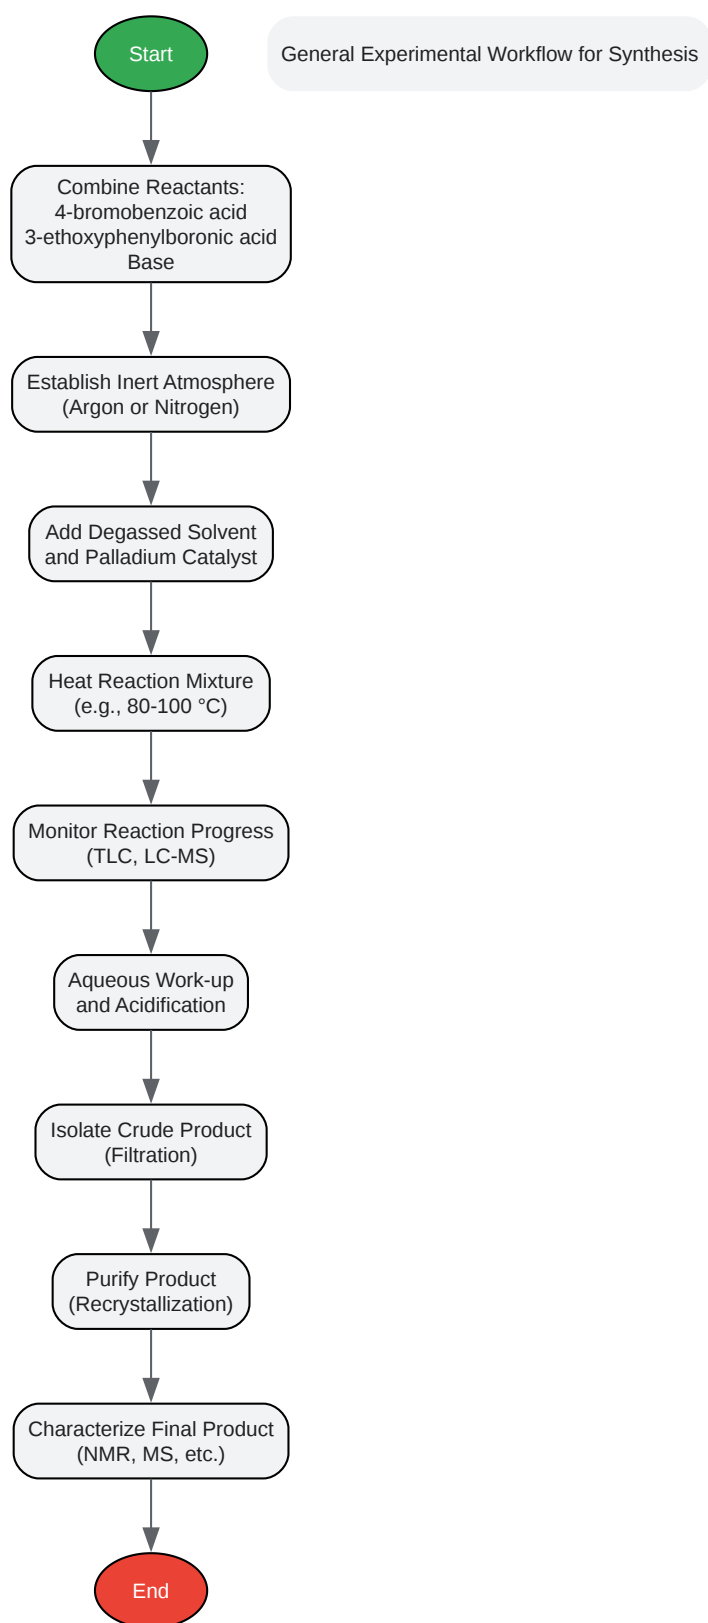 Start
General Experimental Workflow for Synthesis
Combine Reactants:
4-bromobenzoic acid
3-ethoxyphenylboronic acid
Base
Establish Inert Atmosphere
(Argon or Nitrogen)
Add Degassed Solvent
and Palladium Catalyst
Heat Reaction Mixture
(e.g., 80-100 °C)
Monitor Reaction Progress
(TLC, LC-MS)
Aqueous Work-up
and Acidification
Isolate Crude Product
(Filtration)
Purify Product
(Recrystallization)
Characterize Final Product
(NMR, MS, etc.)
End